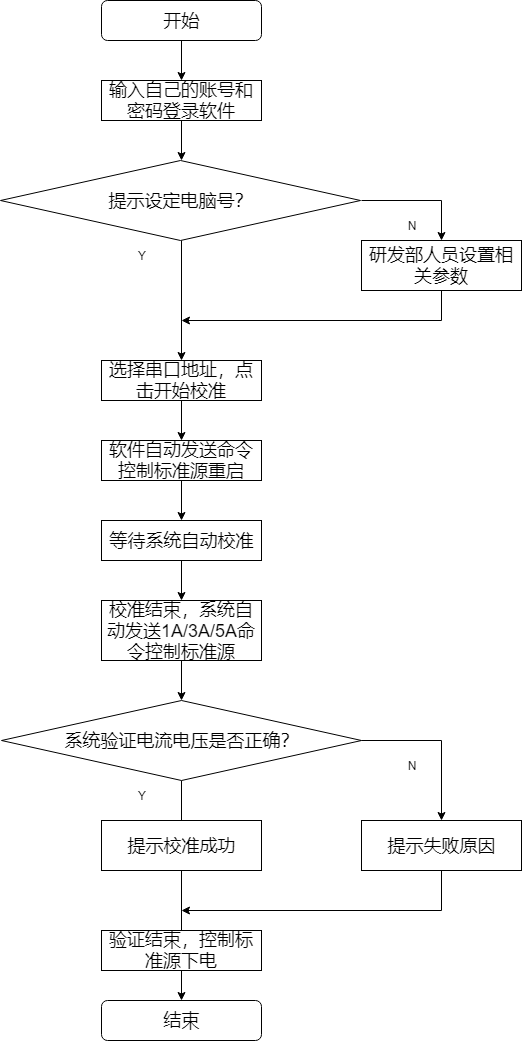 开始
输入自己的账号和
密码登录软件
提示设定电脑号？
N
Y
研发部人员设置相
关参数
选择串口地址，点
击开始校准
软件自动发送命令
控制标准源重启
等待系统自动校准
校准结束，系统自
动发送1A/3A/5A命
令控制标准源
系统验证电流电压是否正确？
N
Y
提示校准成功
提示失败原因
验证结束，控制标
准源下电
结束